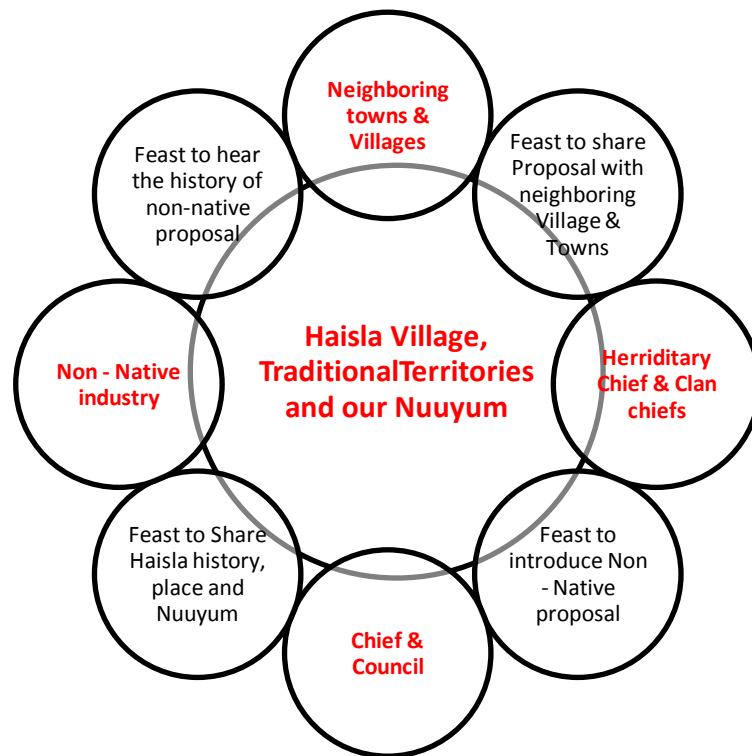 Neighboring
towns &
Villages
Feast to share
Proposal with
neighboring
Village &
Towns
Herriditary
Chief & Clan
chiefs
Feast to
introduce Non
- Native
proposal
Chief &
Council
Feast to Share
Haisla history,
place and
Nuuyum
Non - Native
industry
Feast to hear
the history of
non-native
proposal
Haisla Village,
TraditionalTerritories
and our Nuuyum